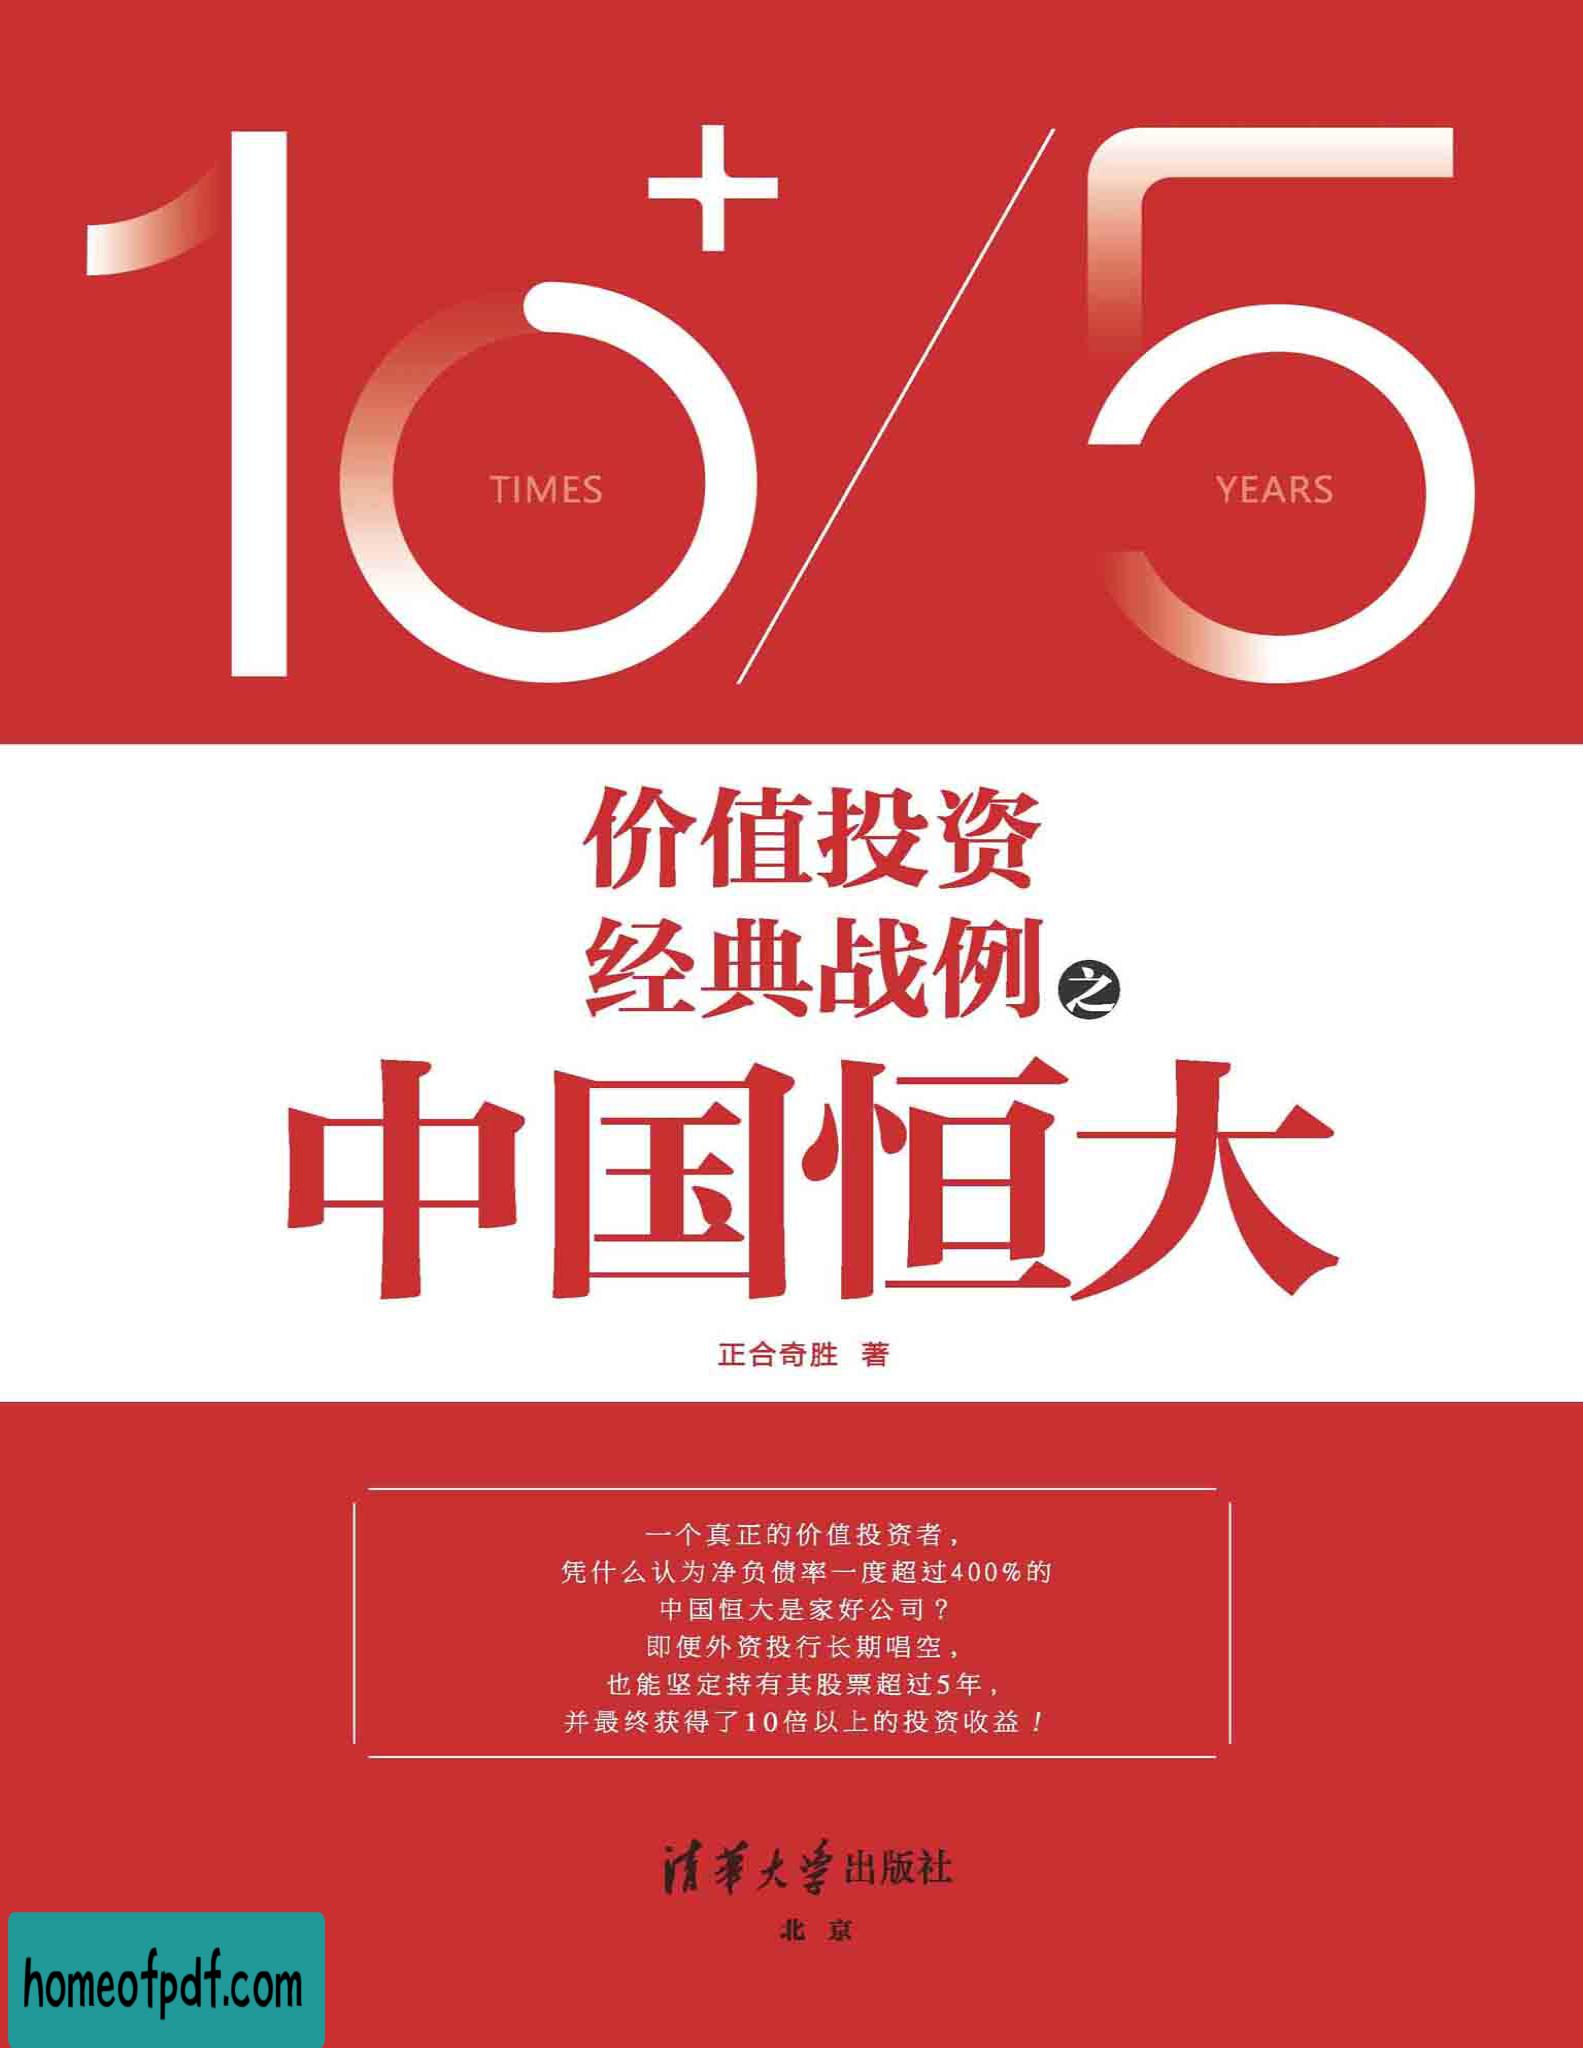 10+/5
TIMES
YEARS
价值投资
经典战例之
中国恒大
正合奇胜 著
一个真正的价值投资者，
凭什么认为净负债率一度超过400%的
中国恒大是家好公司？
即便外资投行长期唱空，
也能坚定持有其股票超过5年，
并最终获得了10倍以上的投资收益！
清华大学出版社
北京
homeofpdf.com